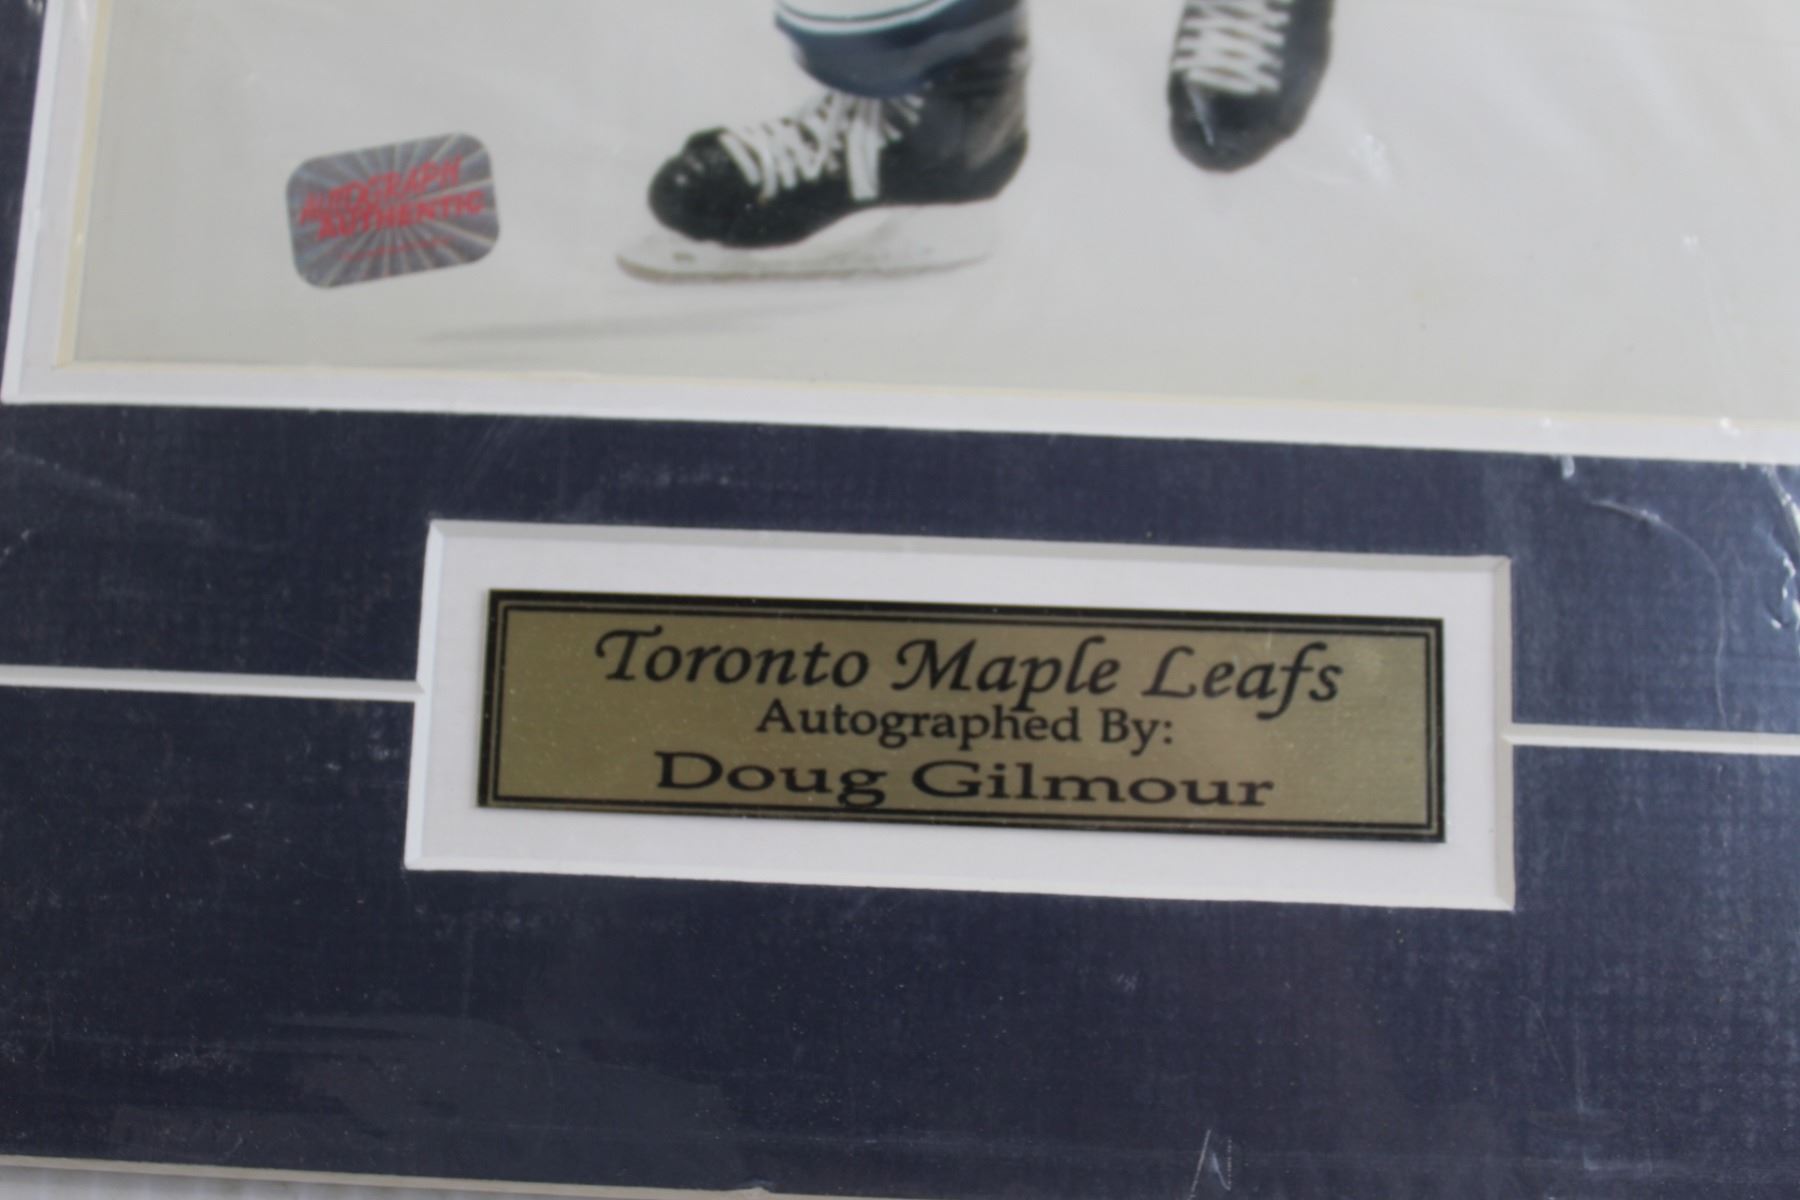 AUTOGRAPH
AUTHENTIC
Toronto Maple Leafs
Autographed By:
Doug Gilmour